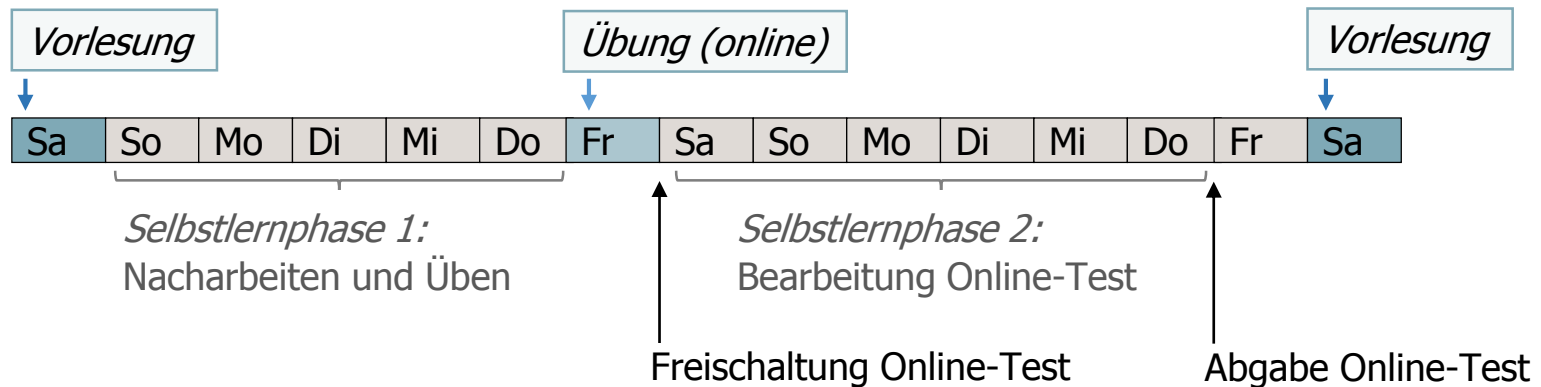 Vorlesung
Übung (online)
Vorlesung
Sa So Mo Di Mi Do Fr Sa So Mo Di Mi Do Fr Sa
Selbstlernphase 1:
Nacharbeiten und Üben
Selbstlernphase 2:
Bearbeitung Online-Test
Freischaltung Online-Test
Abgabe Online-Test